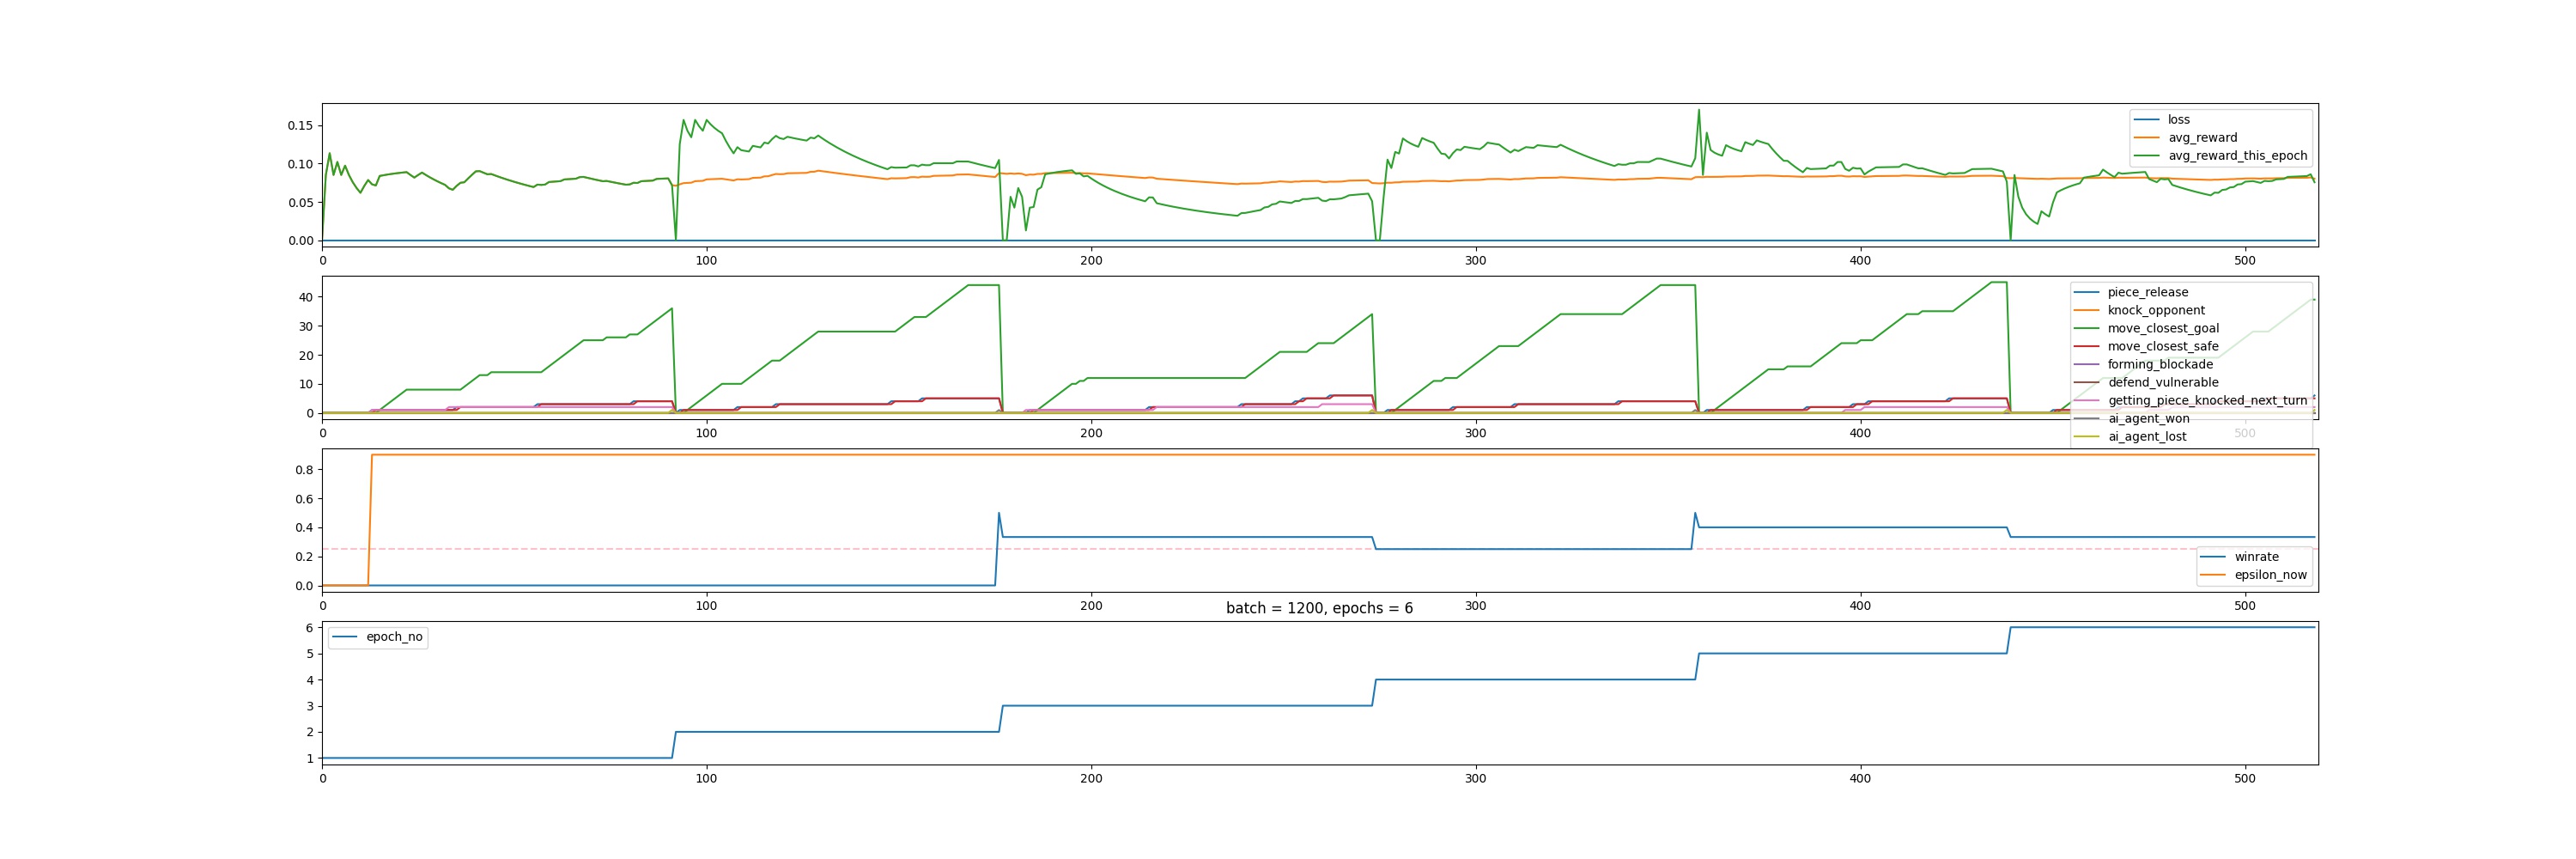 0.15
0.10
0.05
0.00
loss
avg_reward
avg_reward_this_epoch
0 100 200 300 400 500
40
30
20
10
0
piece_release
knock_opponent
move_closest_goal
move_closest_safe
forming_blockade
defend_vulnerable
getting_piece_knocked_next_turn
ai_agent_won
ai_agent_lost
0 100 200 300 400 500
0.8
0.6
0.4
0.2
0.0
winrate
epsilon_now
0 100 200 300 400 500
batch = 1200, epochs = 6
6
5
4
3
2
1
epoch_no
0 100 200 300 400 500